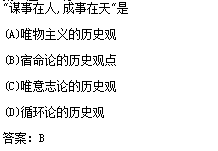 “谋事在人,成事在天”是
(A)唯物主义的历史观
(B)宿命论的历史观点
(C)唯意志论的历史观
(D)循环论的历史观
答案：B